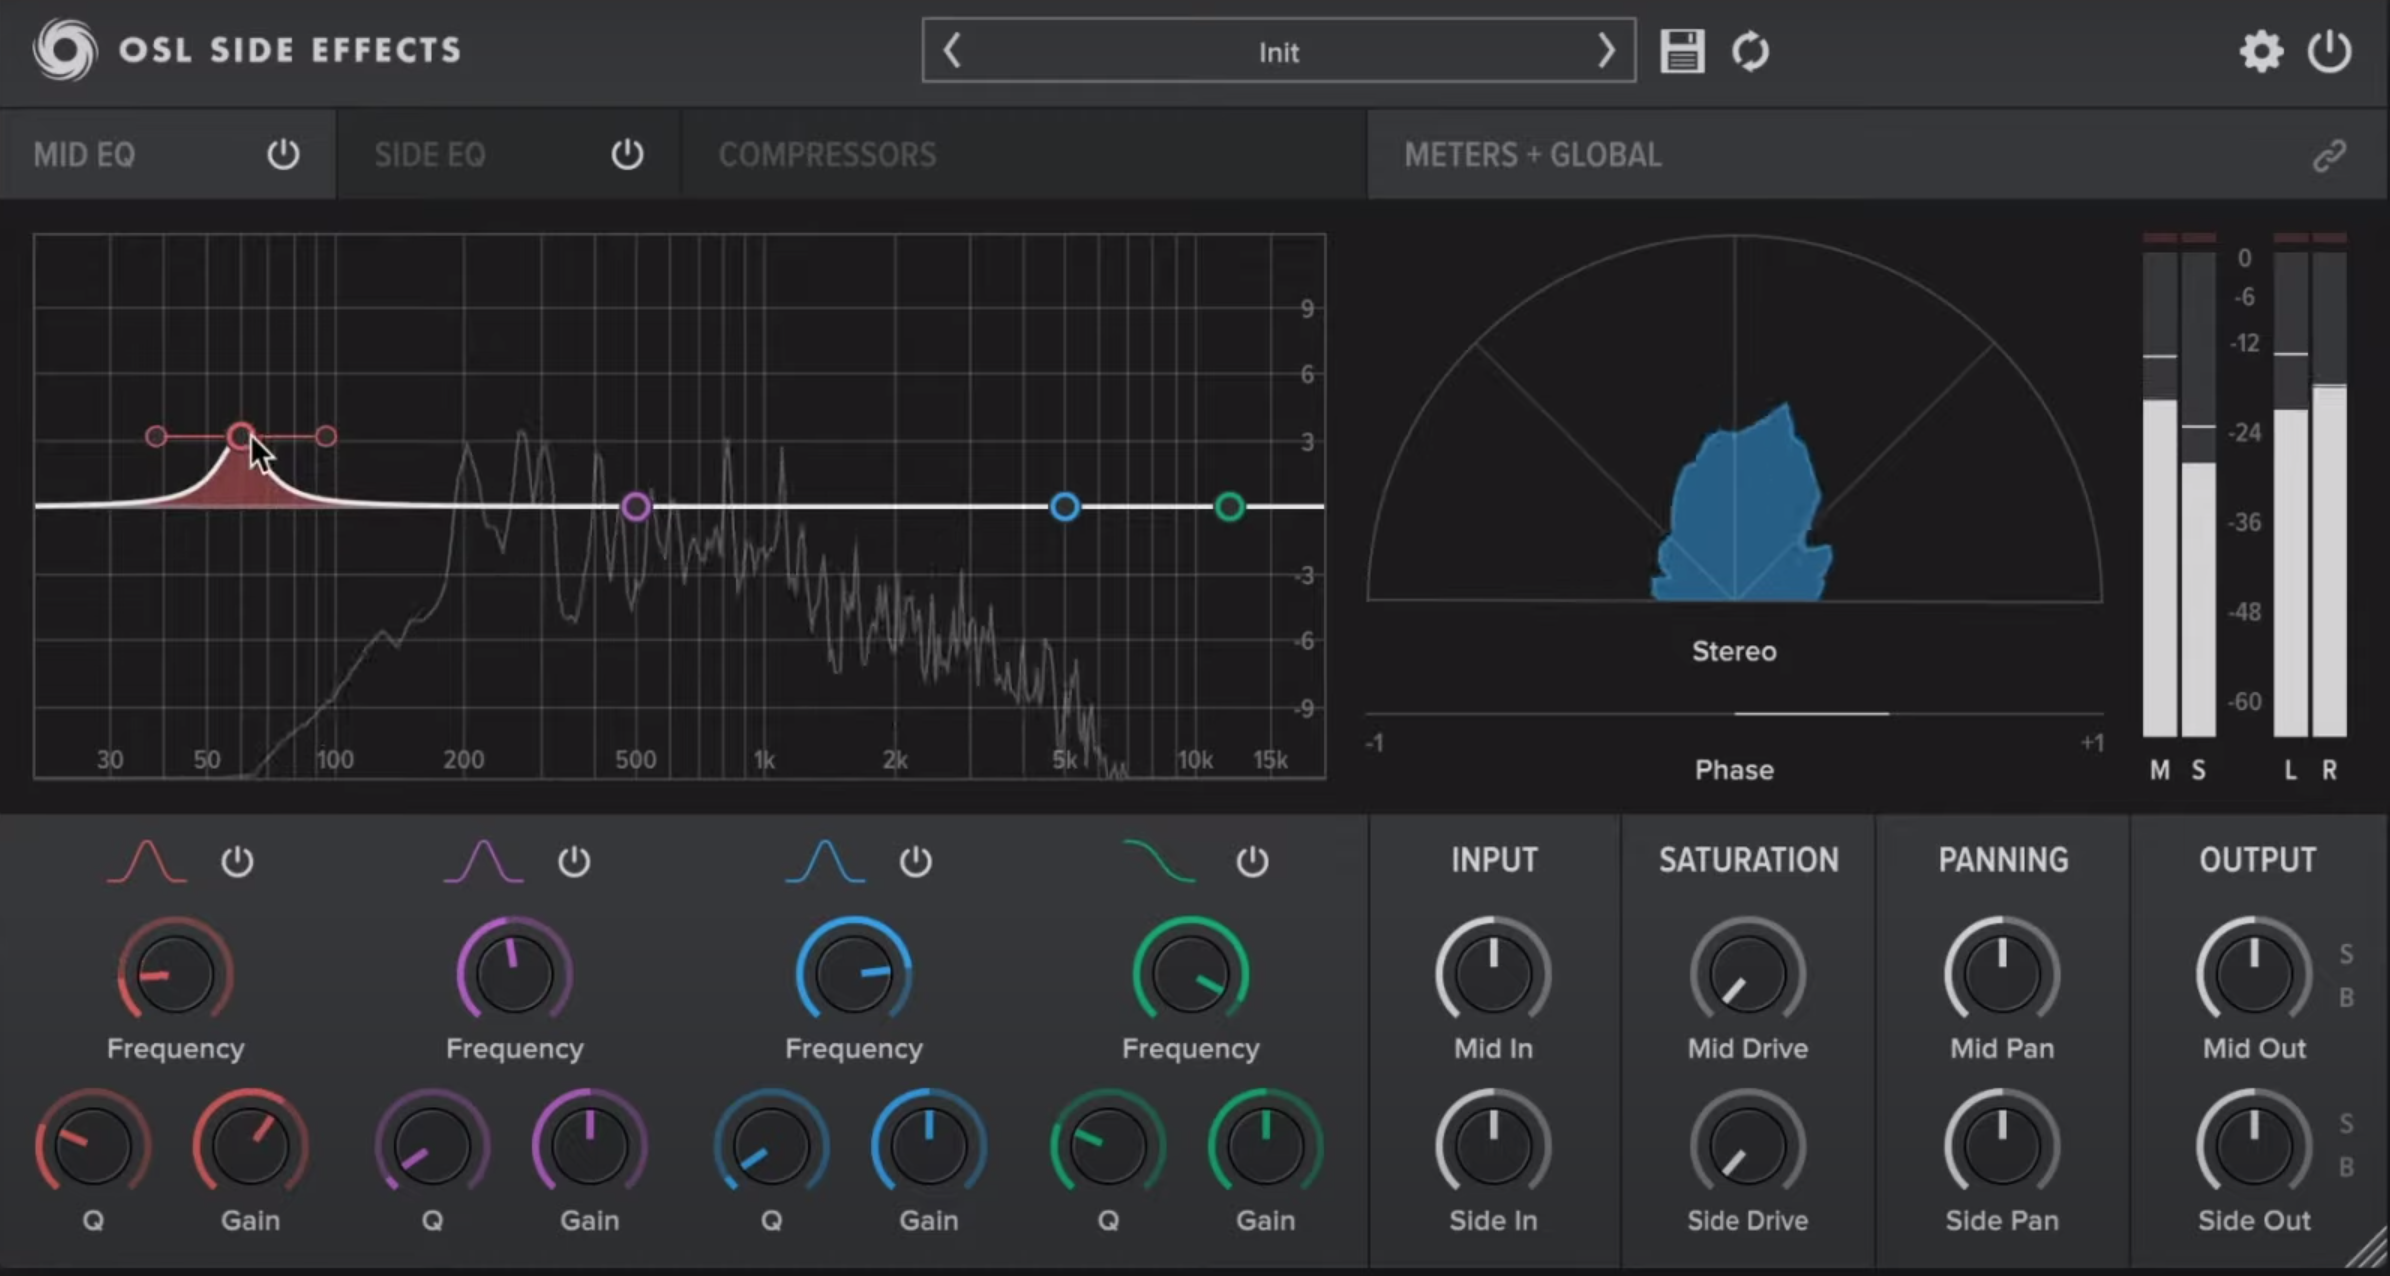 OSL SIDE EFFECTS
Init
MID EQ
SIDE EQ
COMPRESSORS
METERS + GLOBAL
9
6
3
-3
-6
-9
30 50 100 200 500 1k 2k 5k 10k 15k
Stereo
-1
+1
Phase
0
-6
-12
-24
-36
-48
-60
M S L R
Frequency
Q
Gain
Frequency
Q
Gain
Frequency
Q
Gain
Frequency
Q
Gain
INPUT
Mid In
Side In
SATURATION
Mid Drive
Side Drive
PANNING
Mid Pan
Side Pan
OUTPUT
S
B
Mid Out
S
B
Side Out